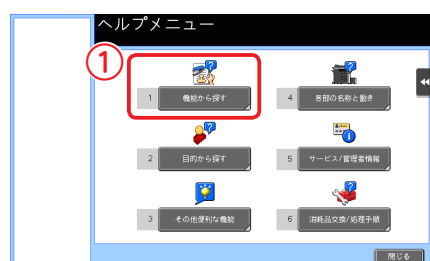 ヘルプメニュー
①
1 機能から探す
4 各部の名称と働き
2 目的から探す
5 サービス/管理者情報
3 その他便利な機能
6 消耗品交換/処理手順
閉じる